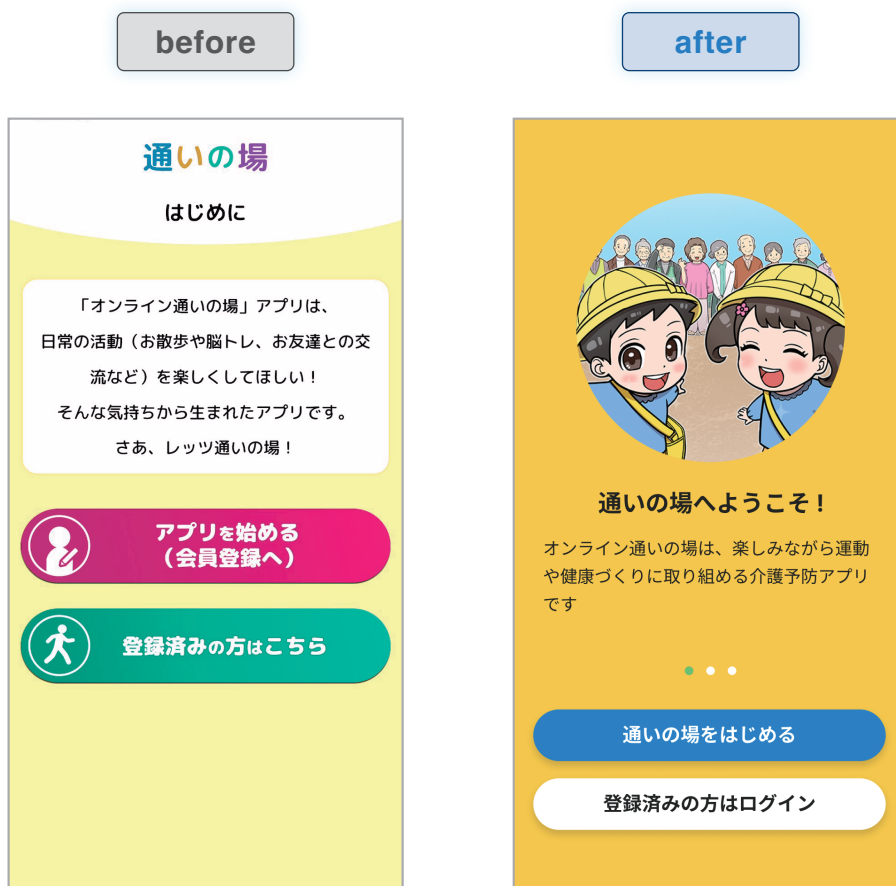 before
通いの場
はじめに
「オンライン通いの場」アプリは、
日常の活動（お散歩や脳トレ、お友達との交
流など）を楽しくしてほしい！
そんな気持ちから生まれたアプリです。
さあ、レッツ通いの場！
アプリを始める
（会員登録へ）
登録済みの方はこちら
after
通いの場へようこそ！
オンライン通いの場は、楽しみながら運動
や健康づくりに取り組める介護予防アプリ
です
通いの場をはじめる
登録済みの方はログイン